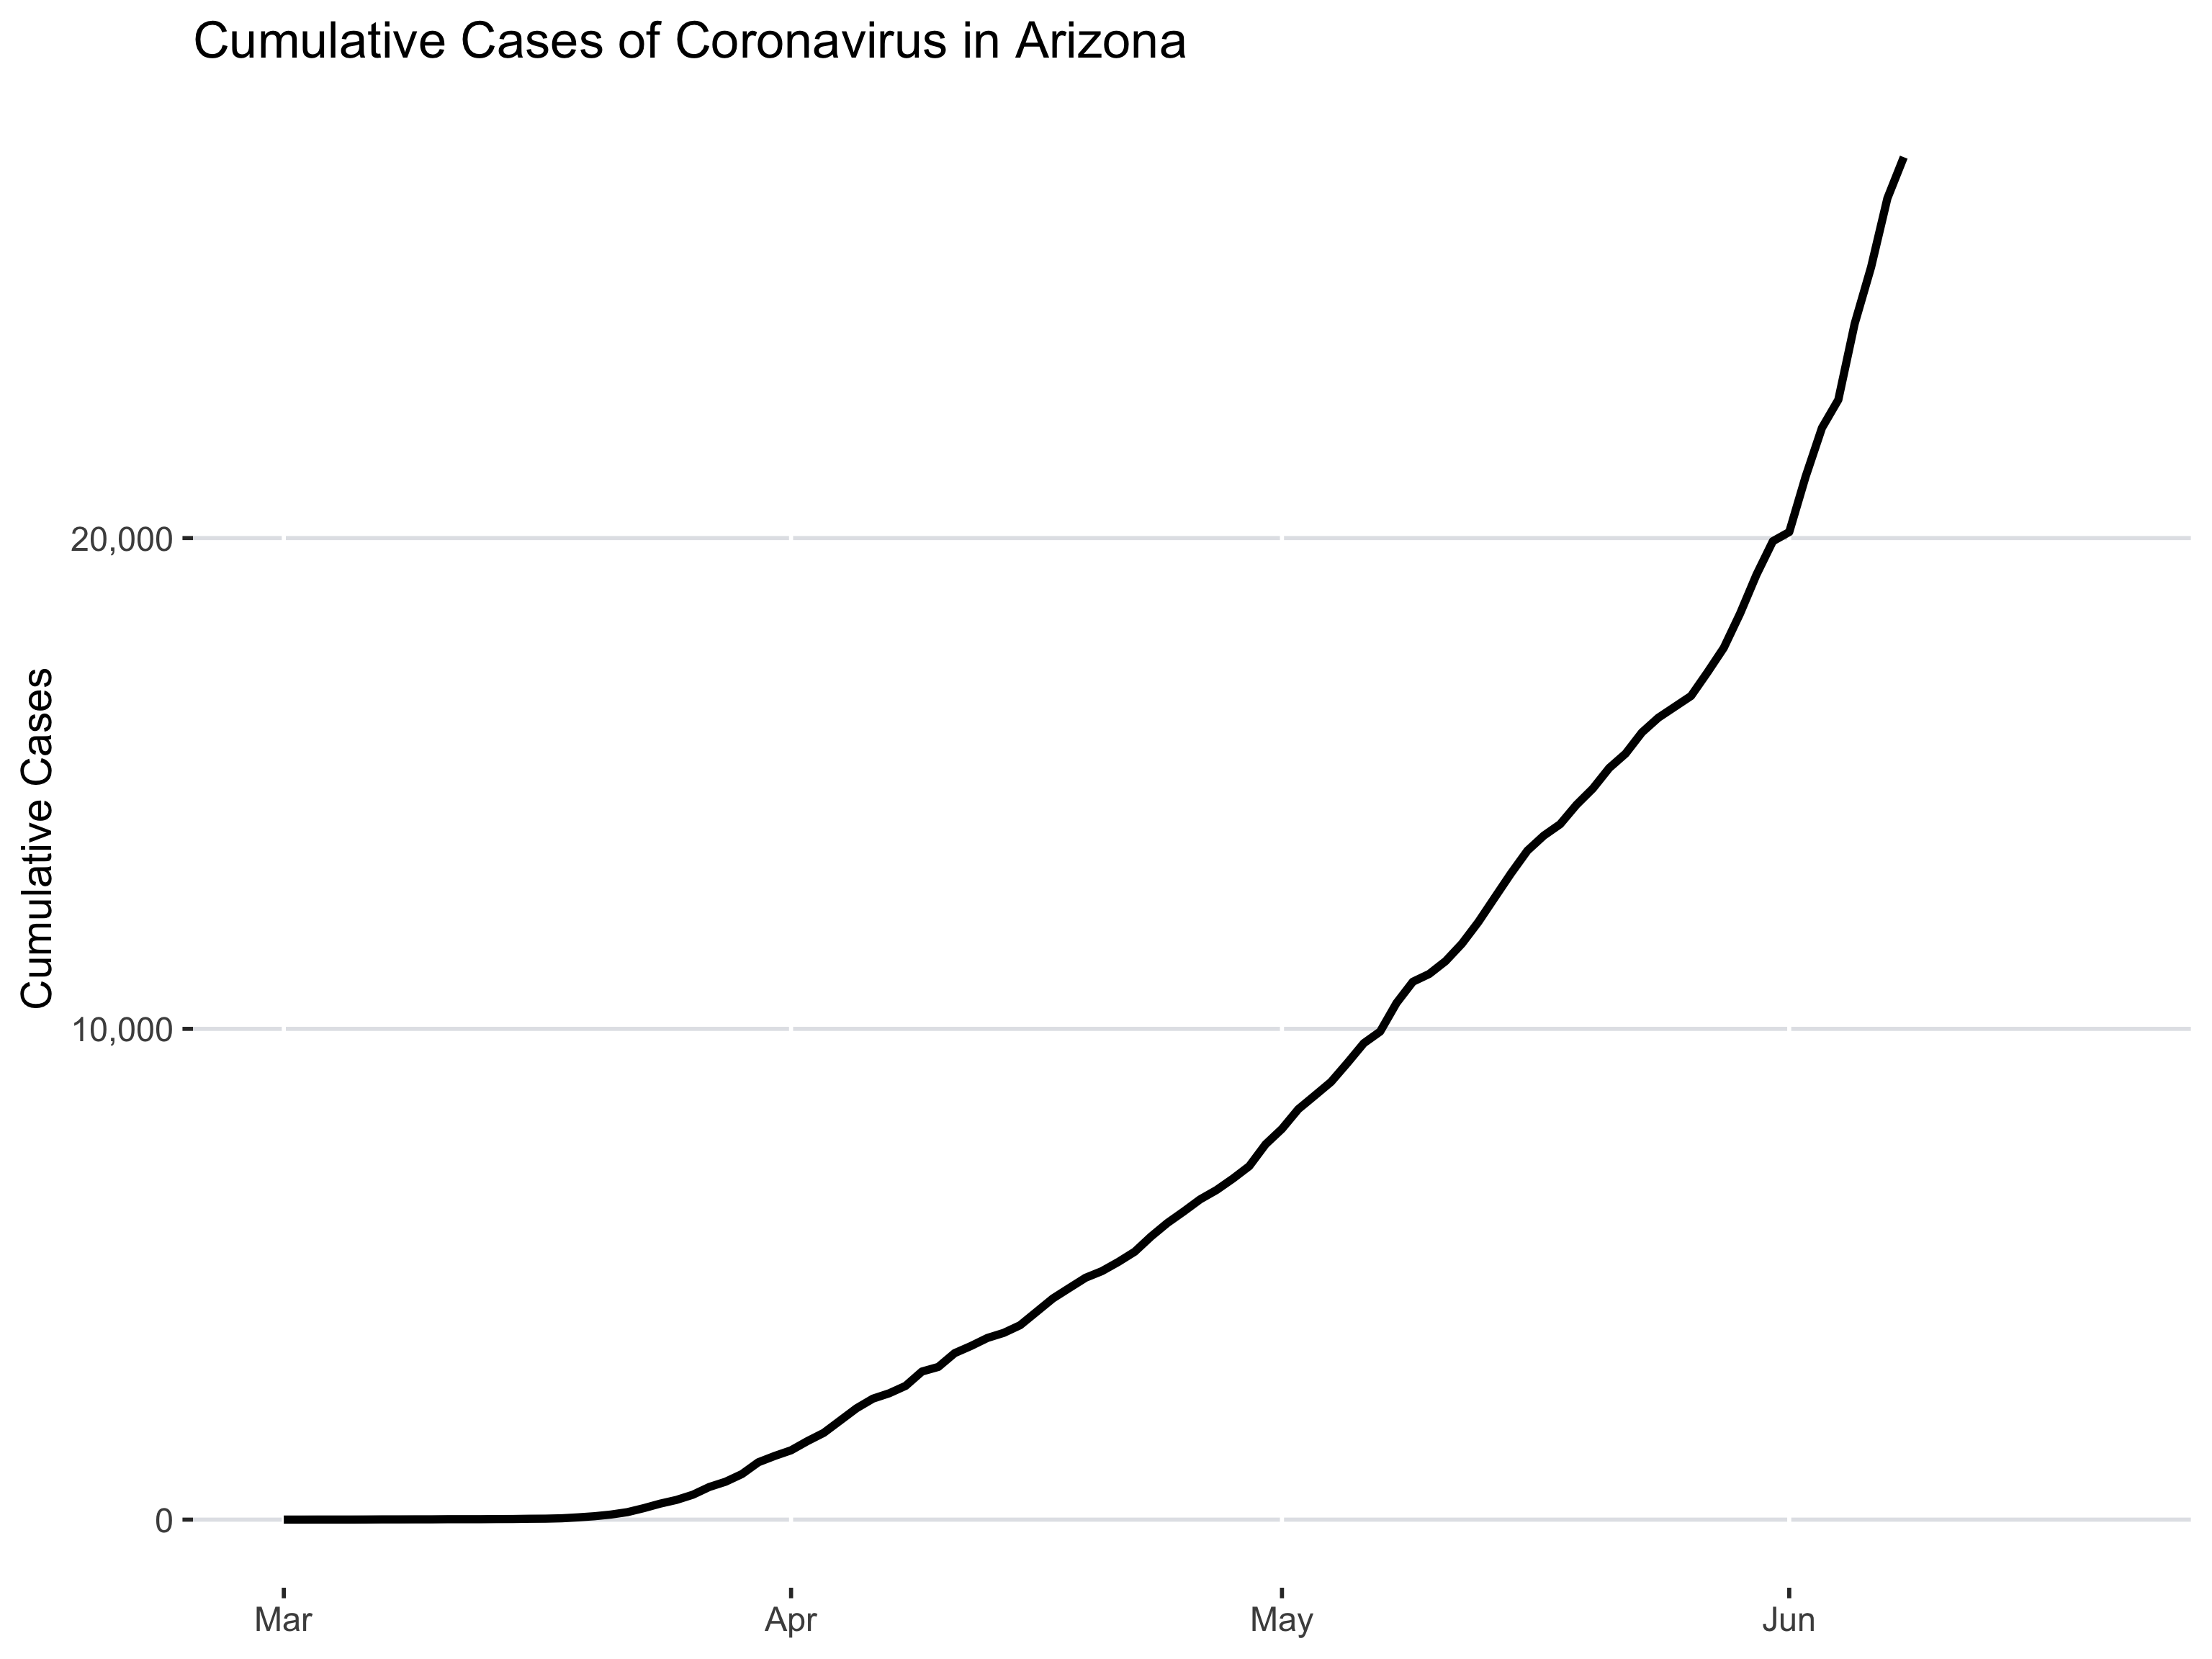 Cumulative Cases of Coronavirus in Arizona
Cumulative Cases
20,000
10,000
0
Mar
Apr
May
Jun